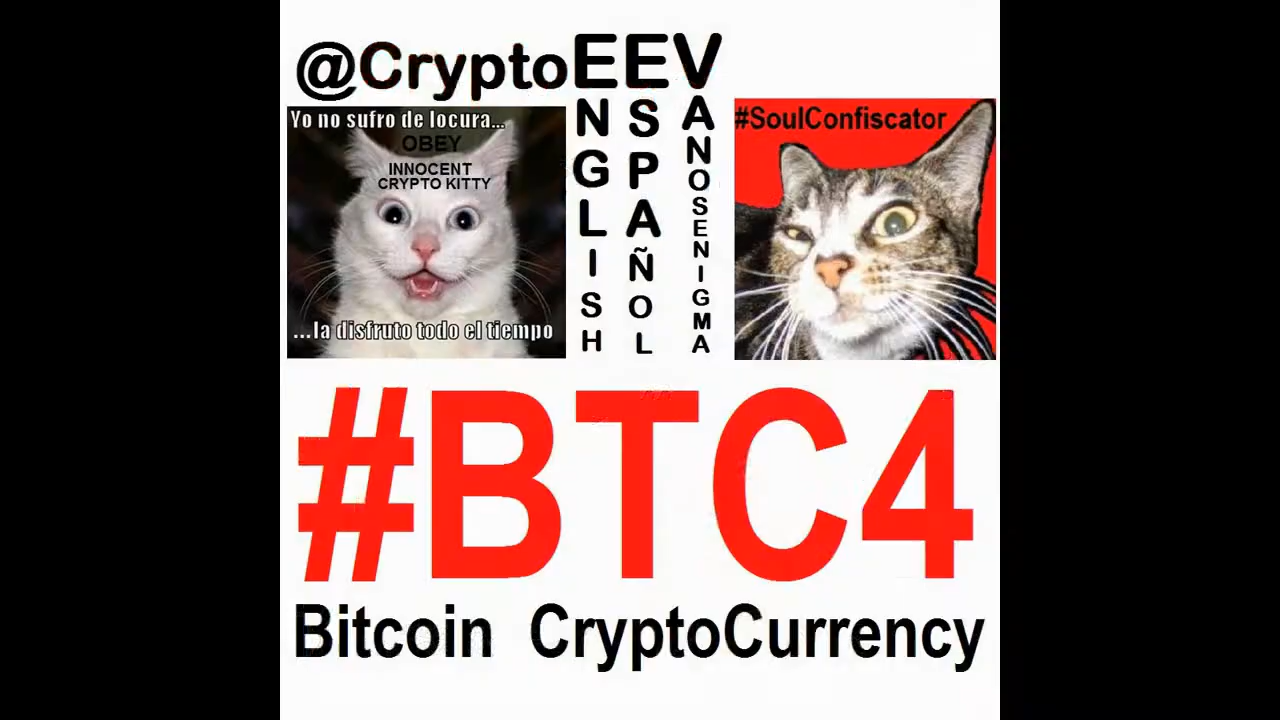 @CryptoEEV
ENGLISH
ESPAÑOL
VANOSENIGMA
Yo no sufro de locura...
OBEY
INNOCENT
CRYPTO KITTY
...la disfruto todo el tiempo
#SoulConfiscator
#BTC4
Bitcoin CryptoCurrency